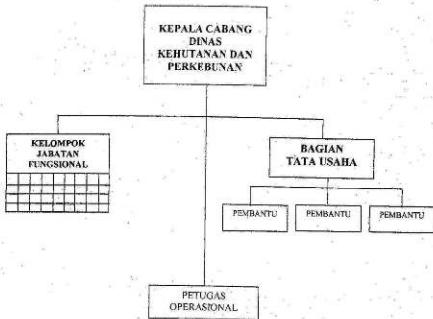 KEPALA CABANG
DINAS
KEHUTANAN DAN
PERKEBUNAN
KELOMPOK
JABATAN
FUNGSIONAL
BAGIAN
TATA USAHA
PEMBANTU
PEMBANTU
PEMBANTU
PETUGAS
OPERASIONAL